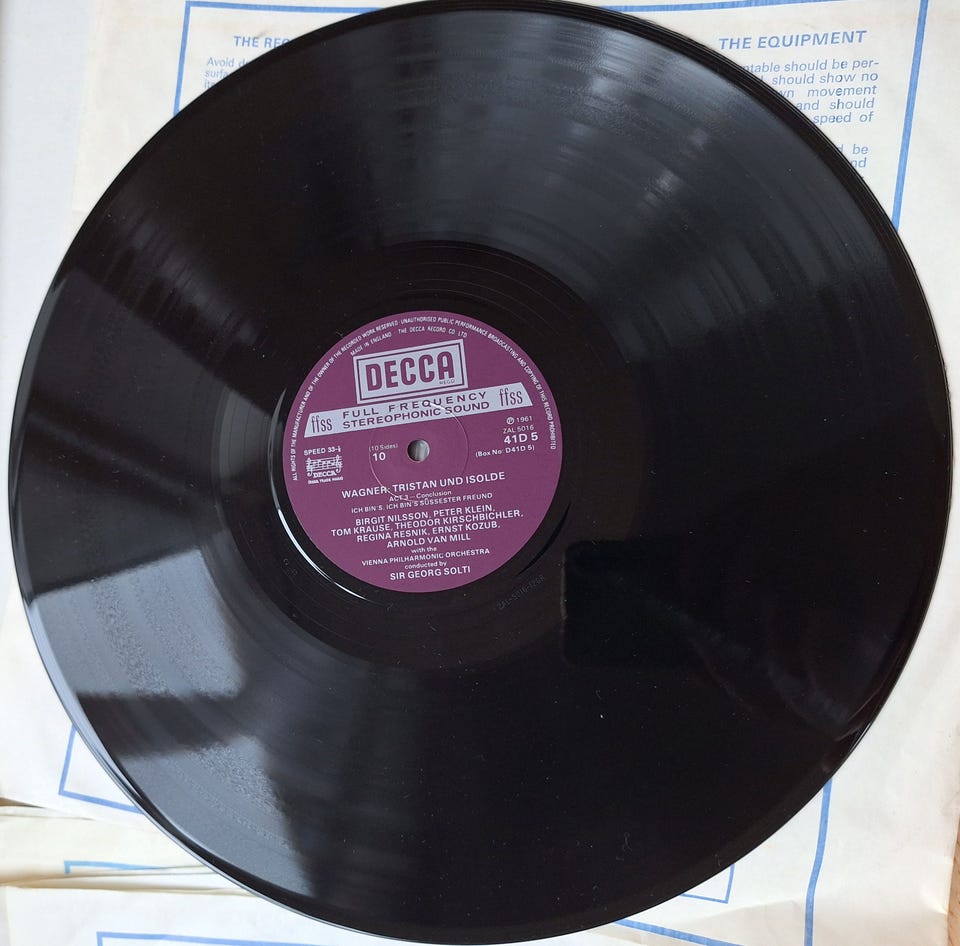 THE EQUIPMENT
should be per-
should show no
movement
and should
speed of
be
ALL RIGHTS OF THE MANUFACTURER AND OF THE OWNER OF THE RECORDED WORK RESERVED · UNAUTHORISED PUBLIC PERFORMANCE BROADCASTING AND COPYING OF THIS RECORD PROHIBITED
MADE IN ENGLAND · THE DECCA RECORD CO LTD
DECCA
REGD
ffss FULL FREQUENCY ffss
STEREOPHONIC SOUND
SPEED 33⅓
DECCA
(10 Sides)
10
℗ 1961
ZAL 5016
41D 5
(Box No D41D 5)
WAGNER: TRISTAN UND ISOLDE
ACT 3 — Conclusion
ICH BIN'S, ICH BIN'S SÜSSESTER FREUND
BIRGIT NILSSON, PETER KLEIN,
TOM KRAUSE, THEODOR KIRSCHBICHLER,
REGINA RESNIK, ERNST KOZUB,
ARNOLD VAN MILL
with the
VIENNA PHILHARMONIC ORCHESTRA
conducted by
SIR GEORG SOLTI